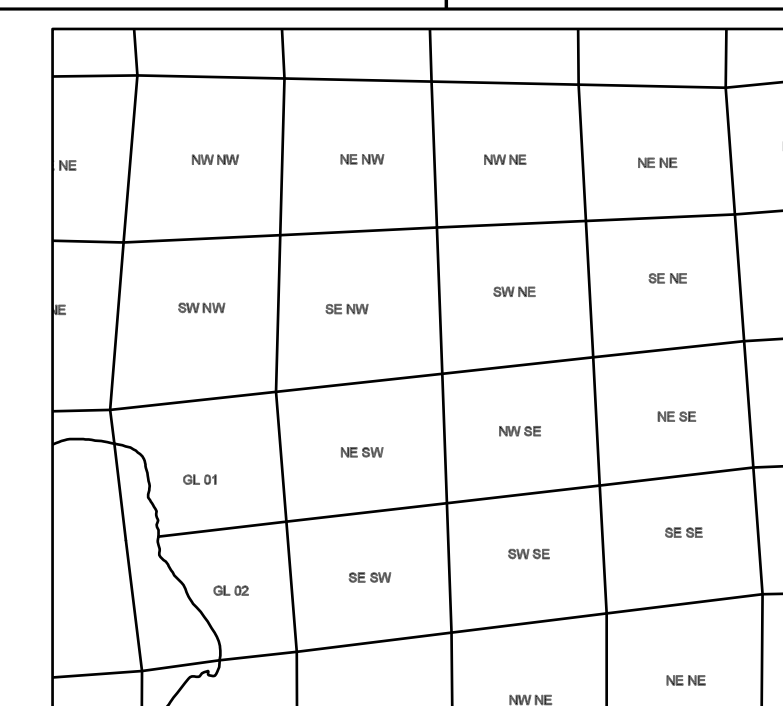 NE
NW NW
NE NW
NW NE
NE NE
SW NW
SE NW
SW NE
SE NE
GL 01
NE SW
NW SE
NE SE
GL 02
SE SW
SW SE
SE SE
NW NE
NE NE